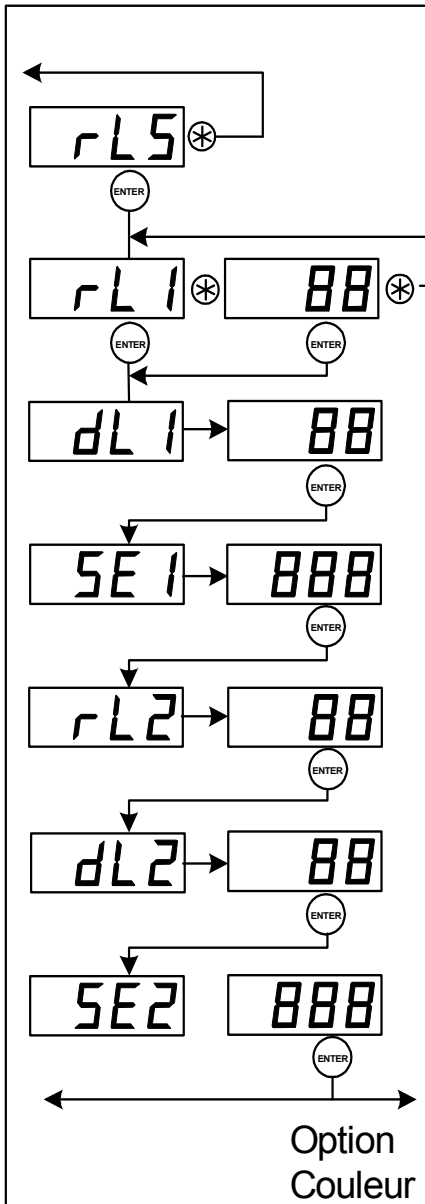 rLS
ENTER
rL1 88
ENTER ENTER
dL1 88
ENTER
SE1 888
ENTER
rL2 88
ENTER
dL2 88
ENTER
SE2 888
ENTER
Option
Couleur